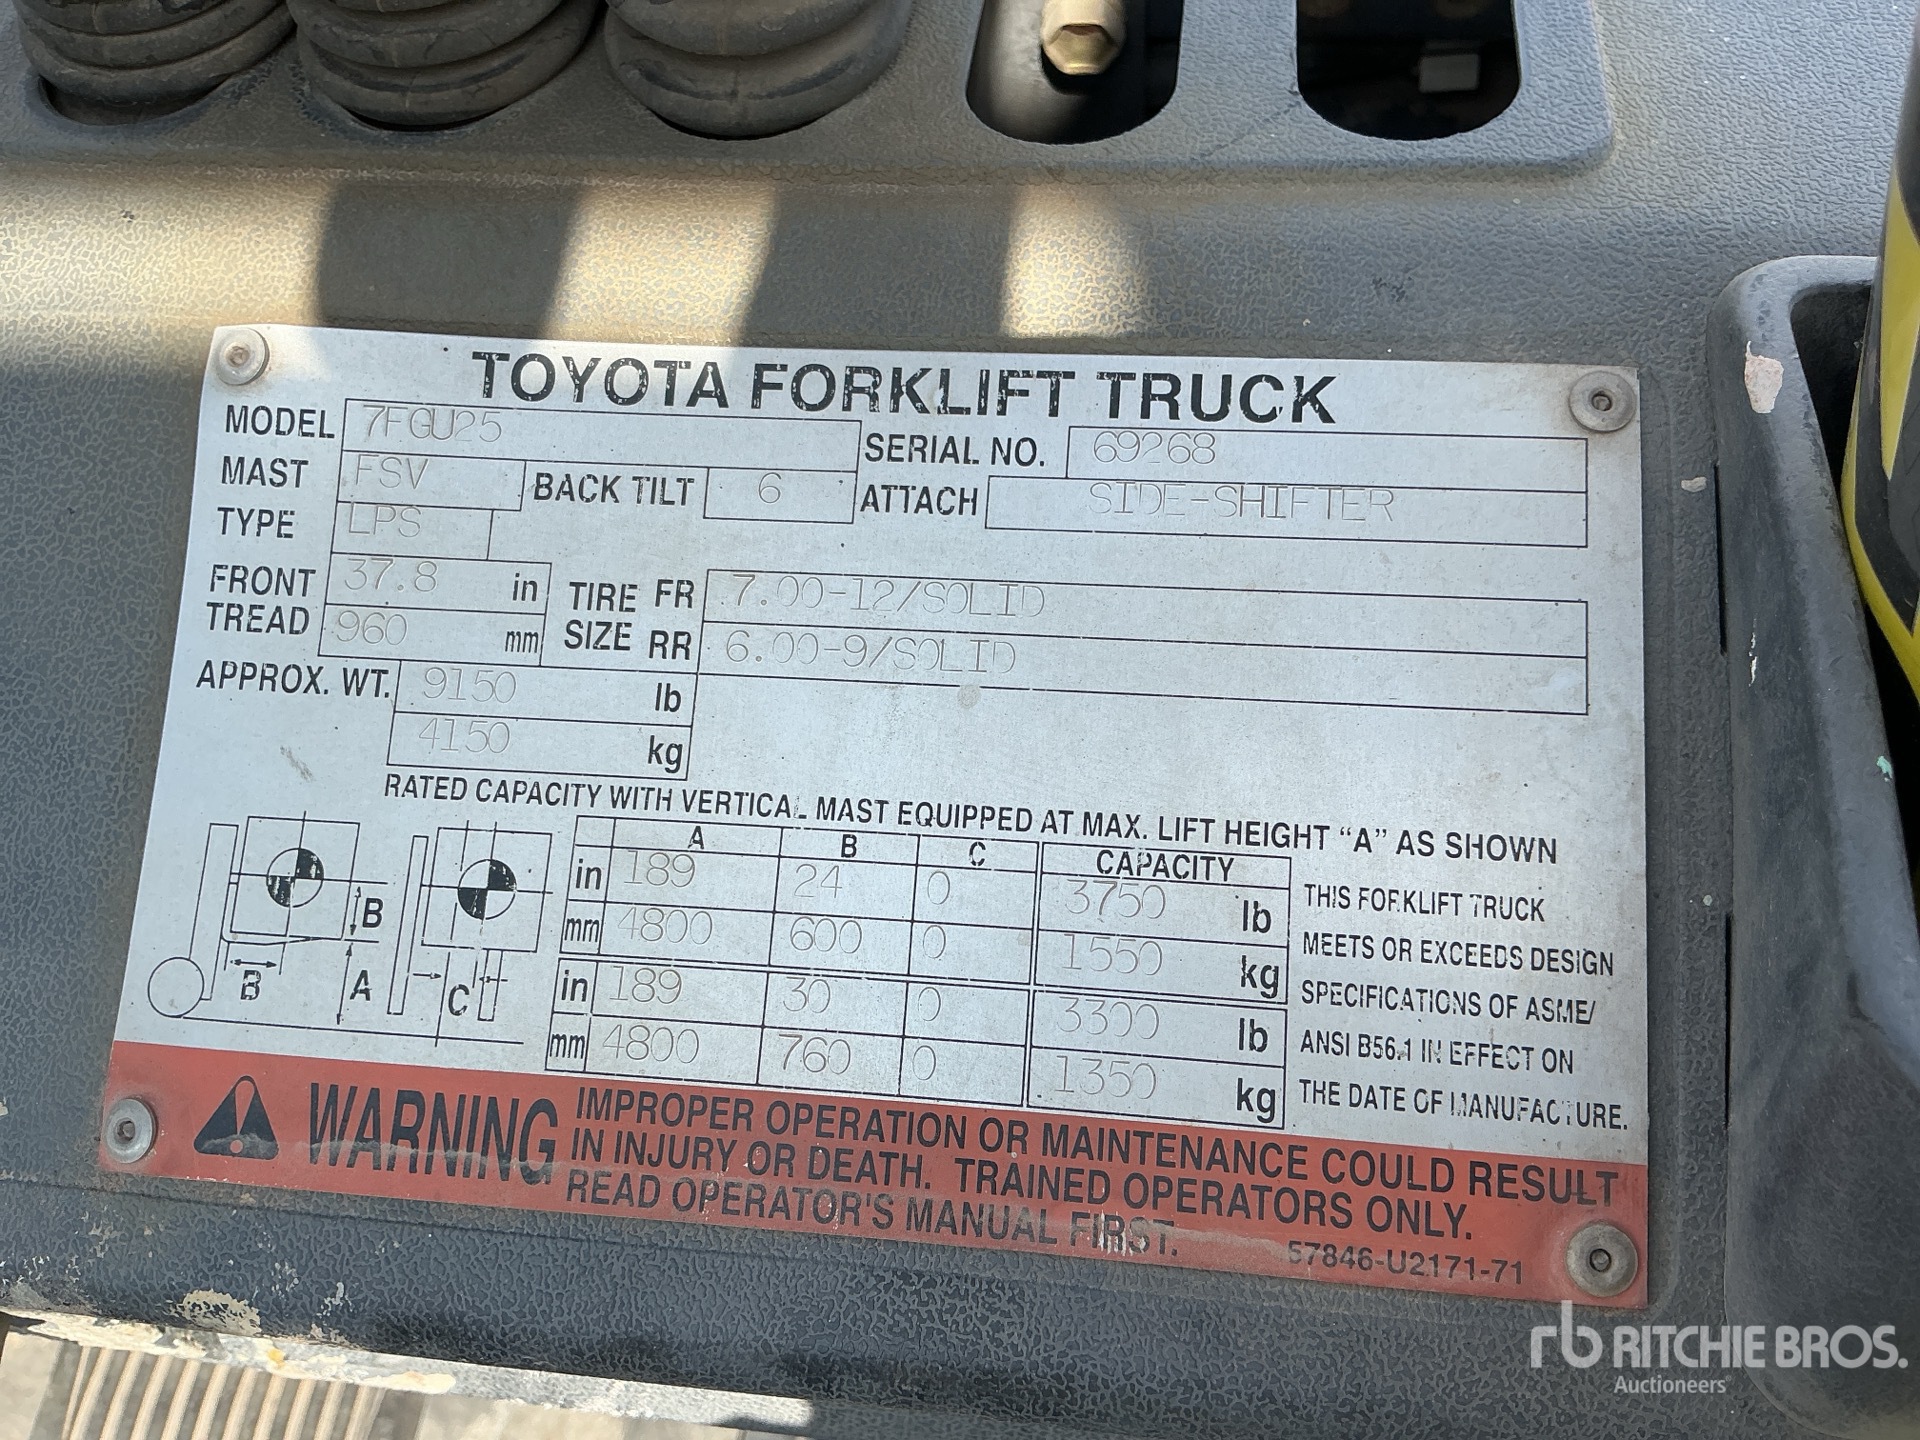 TOYOTA FORKLIFT TRUCK
MODEL 7FGU25 SERIAL NO. 69268
MAST FSV BACK TILT 6 ATTACH SIDE-SHIFTER
TYPE LPS
FRONT TREAD 37.8 in TIRE SIZE FR 7.00-12/SOLID
960 mm RR 6.00-9/SOLID
APPROX. WT. 9150 lb
4150 kg
RATED CAPACITY WITH VERTICAL MAST EQUIPPED AT MAX. LIFT HEIGHT "A" AS SHOWN
A B C CAPACITY
in 189 24 0 3750 lb
mm 4800 600 0 1550 kg
in 189 30 0 3300 lb
mm 4800 760 0 1350 kg
B B A C
THIS FORKLIFT TRUCK
MEETS OR EXCEEDS DESIGN
SPECIFICATIONS OF ASME/
ANSI B56.1 IN EFFECT ON
THE DATE OF MANUFACTURE.
WARNING
IMPROPER OPERATION OR MAINTENANCE COULD RESULT
IN INJURY OR DEATH. TRAINED OPERATORS ONLY.
READ OPERATOR'S MANUAL FIRST.
57846-U2171-71
rb RITCHIE BROS.
Auctioneers